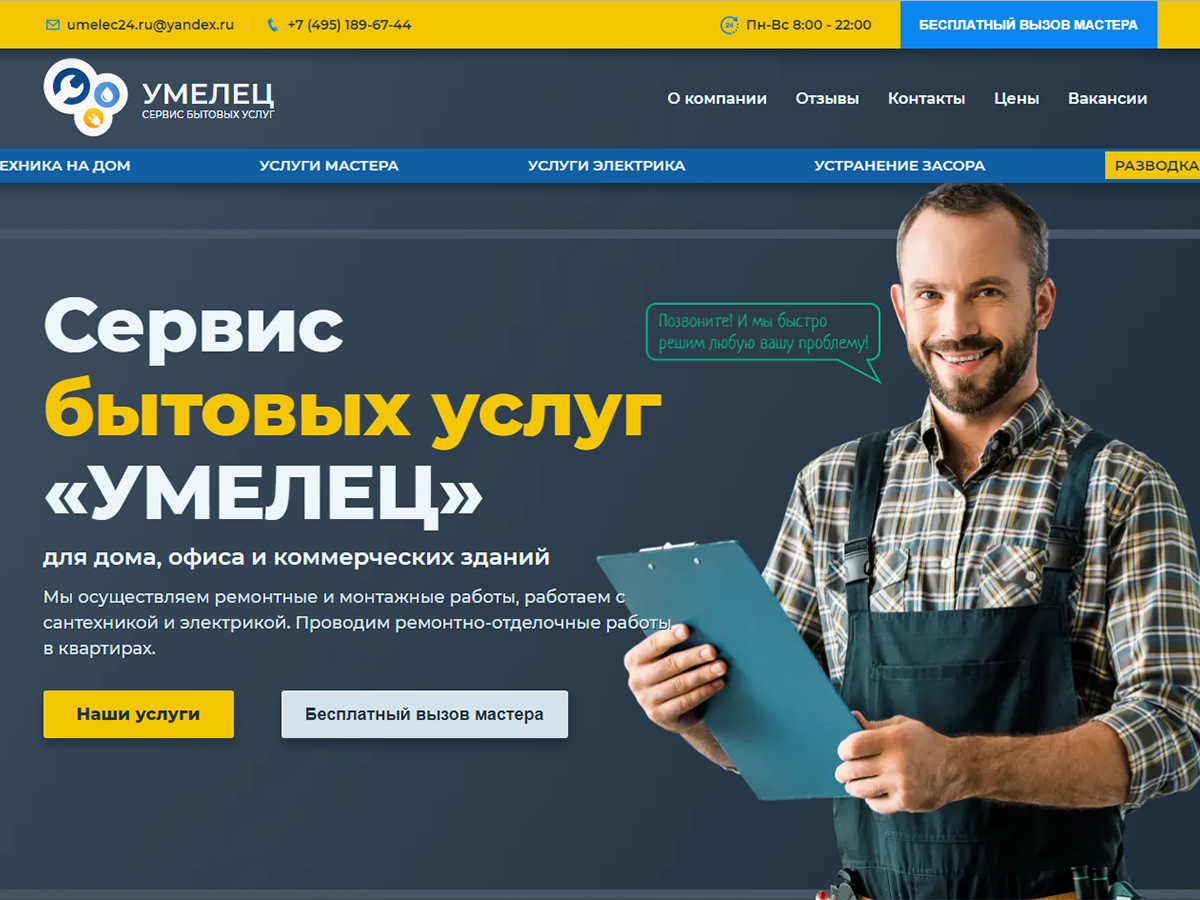 umelec24.ru@yandex.ru
+7 (495) 189-67-44
Пн-Вс 8:00 - 22:00
БЕСПЛАТНЫЙ ВЫЗОВ МАСТЕРА
УМЕЛЕЦ
СЕРВИС БЫТОВЫХ УСЛУГ
О компании
Отзывы
Контакты
Цены
Вакансии
ЕХНИКА НА ДОМ
УСЛУГИ МАСТЕРА
УСЛУГИ ЭЛЕКТРИКА
УСТРАНЕНИЕ ЗАСОРА
РАЗВОДКА
Позвоните! И мы быстро
решим любую вашу проблему!
Сервис
бытовых услуг
«УМЕЛЕЦ»
для дома, офиса и коммерческих зданий
Мы осуществляем ремонтные и монтажные работы, работаем с
сантехникой и электрикой. Проводим ремонтно-отделочные работы
в квартирах.
Наши услуги
Бесплатный вызов мастера